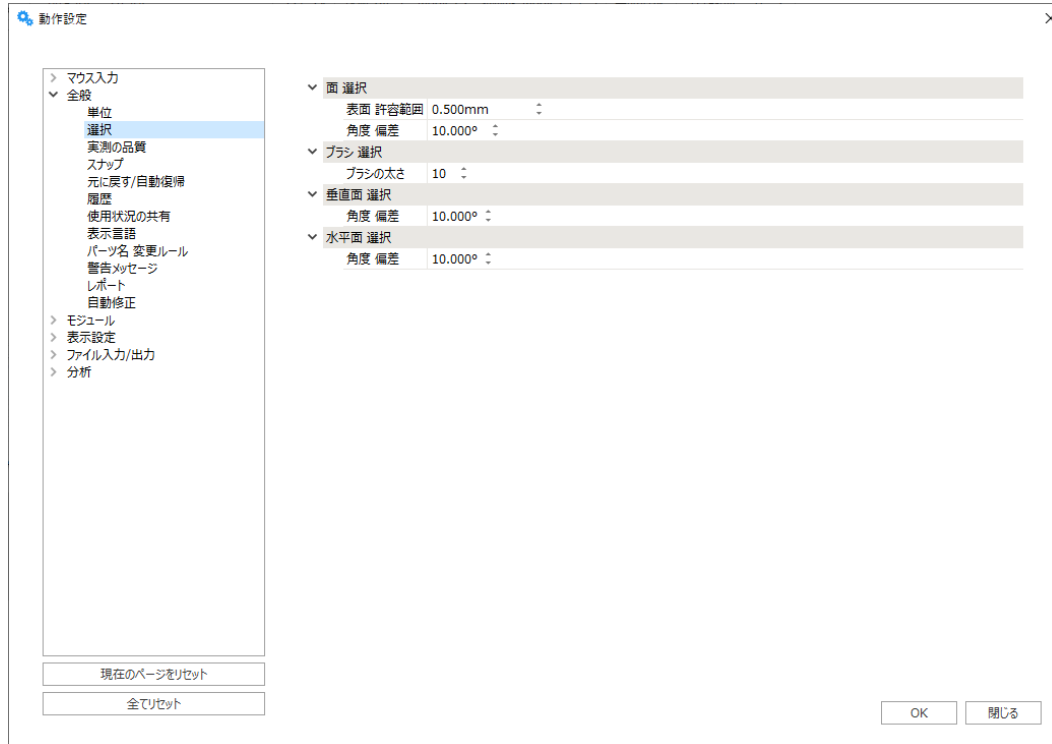 動作設定
マウス入力
全般
単位
選択
実測の品質
スナップ
元に戻す/自動復帰
履歴
使用状況の共有
表示言語
パーツ名 変更ルール
警告メッセージ
レポート
自動修正
モジュール
表示設定
ファイル入力/出力
分析
現在のページをリセット
全てリセット
面 選択
表面 許容範囲 0.500mm
角度 偏差 10.000º
ブラシ 選択
ブラシの太さ 10
垂直面 選択
角度 偏差 10.000º
水平面 選択
角度 偏差 10.000º
OK 閉じる